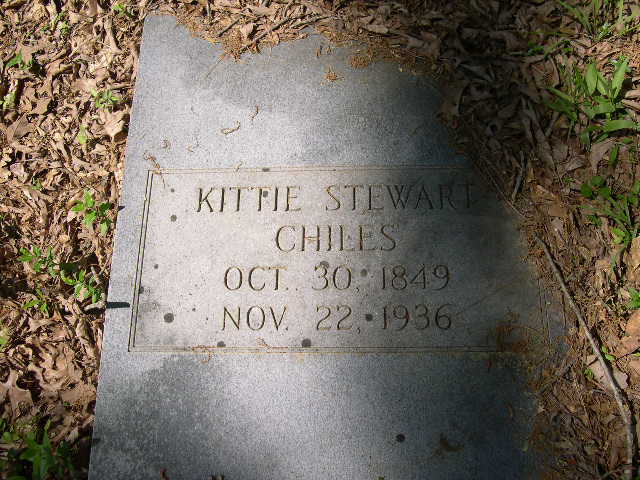 KITTIE STEWART
CHILES
OCT. 30, 1849
NOV. 22, 1936